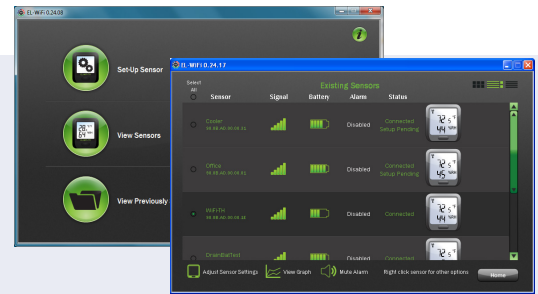 EL-WiFi 0.24.08
Set-Up Sensor
View Sensors
View Previously
EL-WiFi 0.24.17
Select
All
Existing Sensors
Sensor Signal Battery Alarm Status
Cooler
Disabled
Connected
Setup Pending
Office
Disabled
Connected
Setup Pending
WiFi-TH
Disabled
Connected
DrainBatTest
Disabled
Connected
Adjust Sensor Settings View Graph Mute Alarm Right click sensor for other options Home